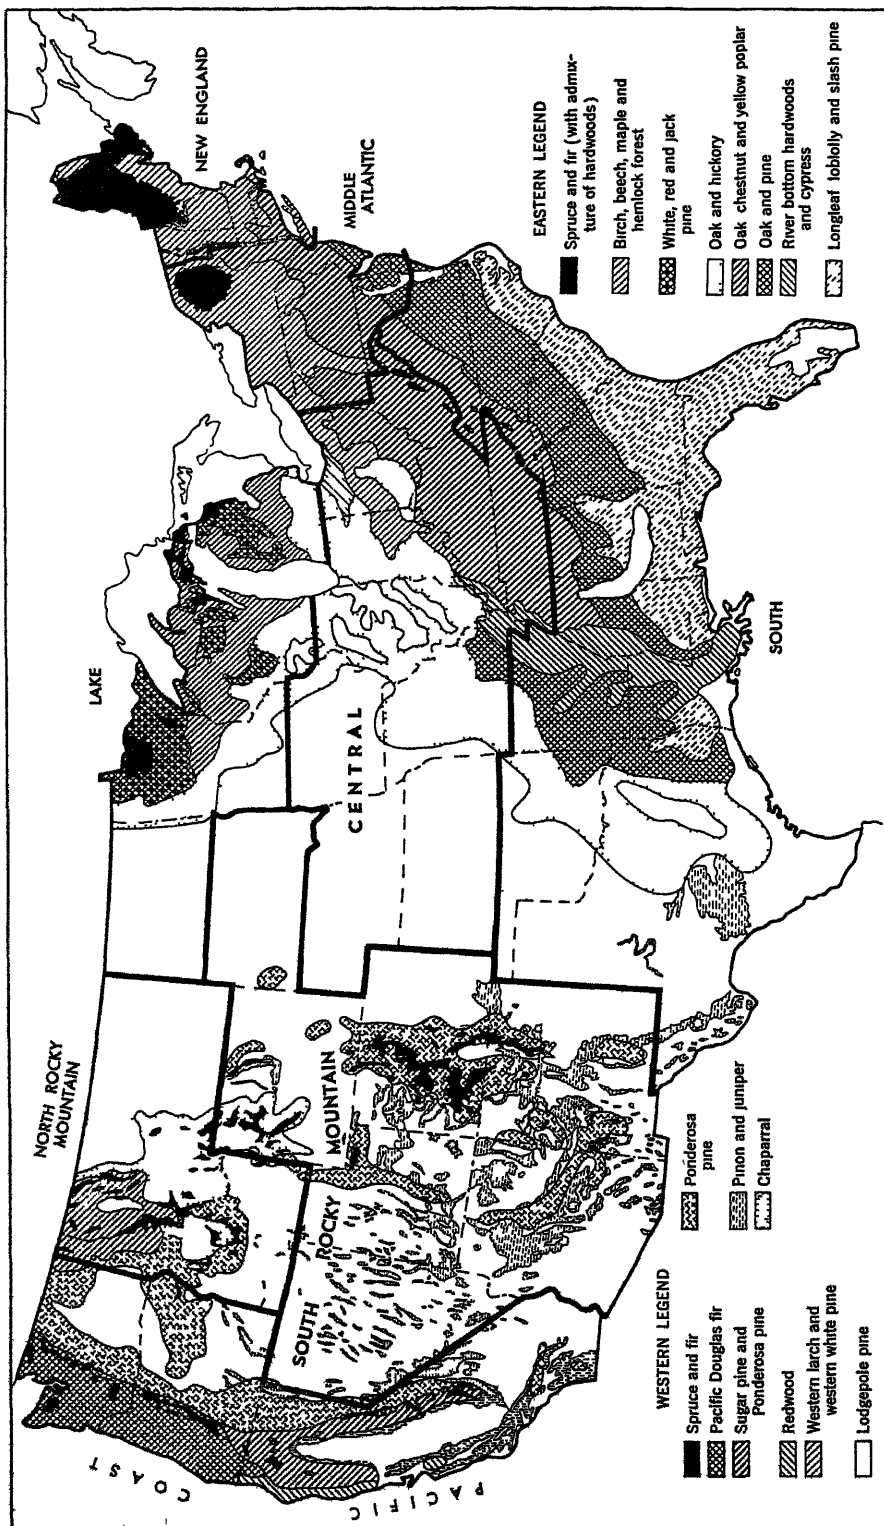 NORTH ROCKY
MOUNTAIN
LAKE
NEW ENGLAND
MIDDLE
ATLANTIC
CENTRAL
SOUTH ROCKY MOUNTAIN
PACIFIC COAST
SOUTH
WESTERN LEGEND
Spruce and fir
Pacific Douglas fir
Sugar pine and
Ponderosa pine
Redwood
Western larch and
western white pine
Lodgepole pine
Ponderosa
pine
Pinon and juniper
Chaparral
EASTERN LEGEND
Spruce and fir (with admix-
ture of hardwoods)
Birch, beech, maple and
hemlock forest
White, red and jack
pine
Oak and hickory
Oak chestnut and yellow poplar
Oak and pine
River bottom hardwoods
and cypress
Longleaf loblolly and slash pine